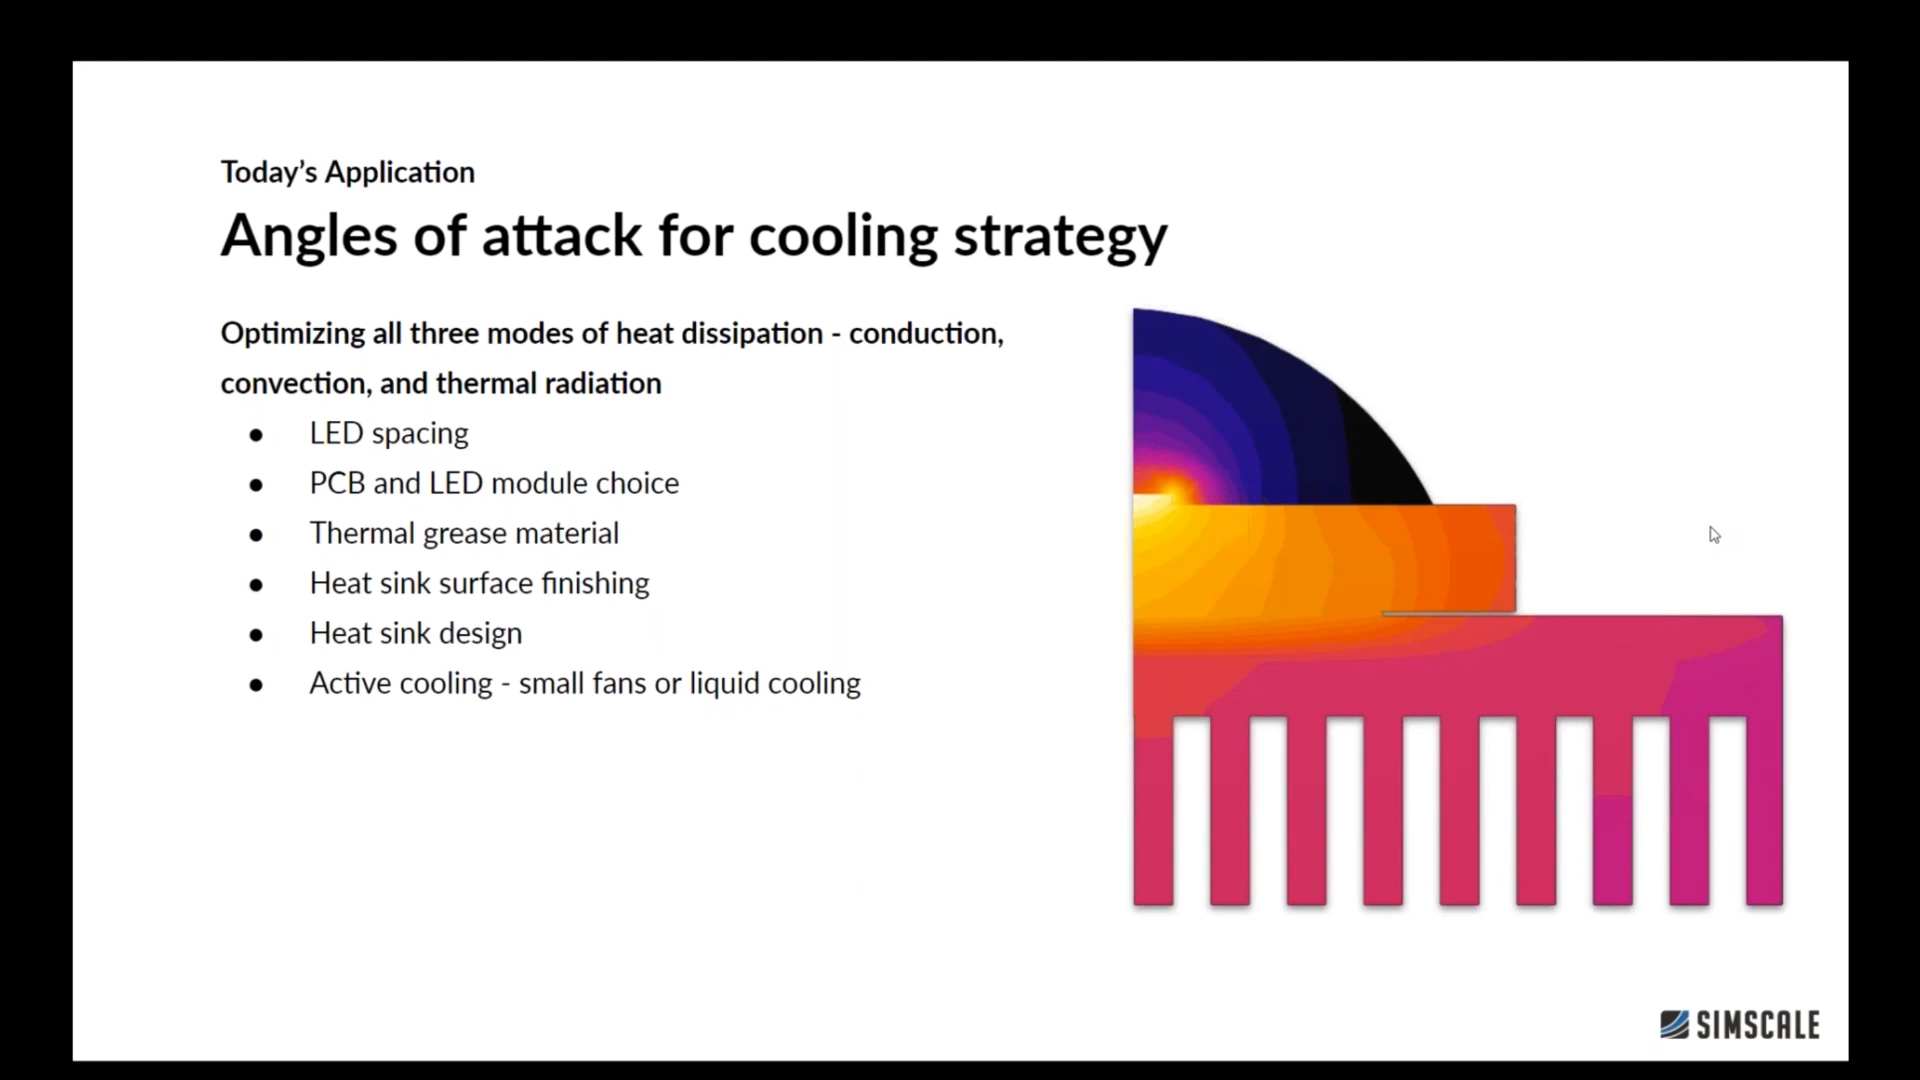 Today’s Application
Angles of attack for cooling strategy
Optimizing all three modes of heat dissipation - conduction,
convection, and thermal radiation
● LED spacing
● PCB and LED module choice
● Thermal grease material
● Heat sink surface finishing
● Heat sink design
● Active cooling - small fans or liquid cooling
SIMSCALE